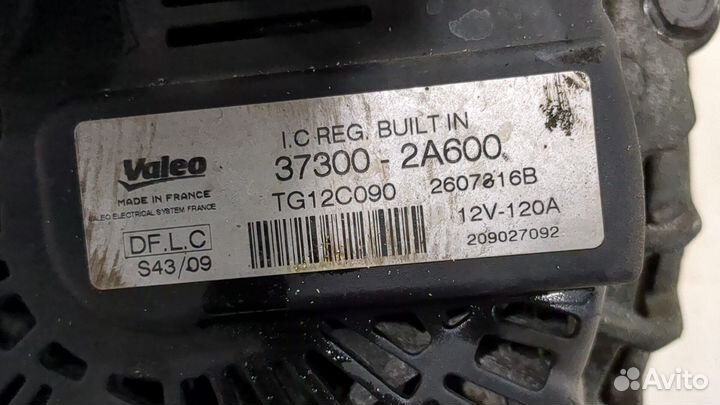 I.C REG. BUILT IN
Valeo
37300 - 2A600
MADE IN FRANCE
TG12C090 2607816B
VALEO ELECTRICAL SYSTEM FRANCE
12V-120A
DF.L.C
209027092
S43/09
Avito